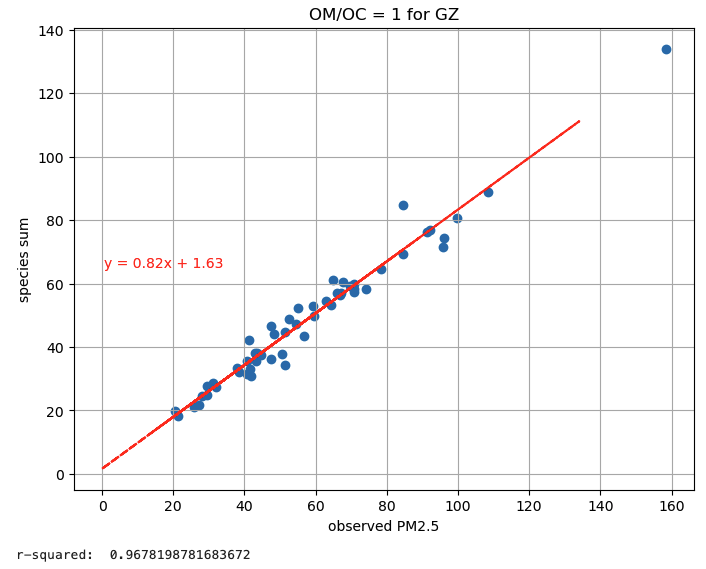 OM/OC = 1 for GZ
140
120
100
80
60
40
20
0
species sum
y = 0.82x + 1.63
0 20 40 60 80 100 120 140 160
observed PM2.5
r-squared: 0.9678198781683672